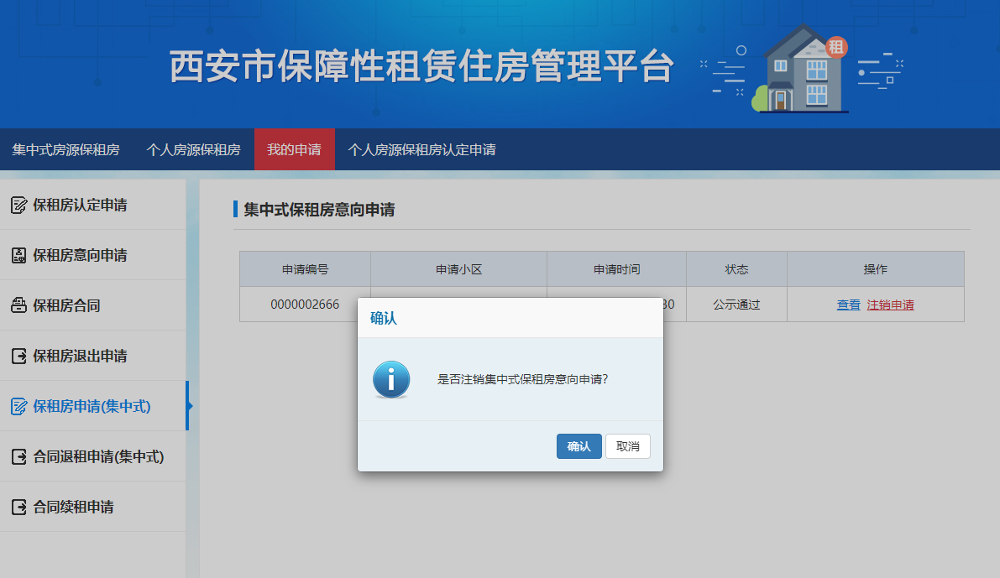 西安市保障性租赁住房管理平台
租
集中式房源保租房 个人房源保租房 我的申请 个人房源保租房认定申请
保租房认定申请
保租房意向申请
保租房合同
保租房退出申请
保租房申请(集中式)
合同退租申请(集中式)
合同续租申请
集中式保租房意向申请
申请编号 申请小区 申请时间 状态 操作
0000002666 30 公示通过 查看 注销申请
确认
是否注销集中式保租房意向申请?
确认 取消